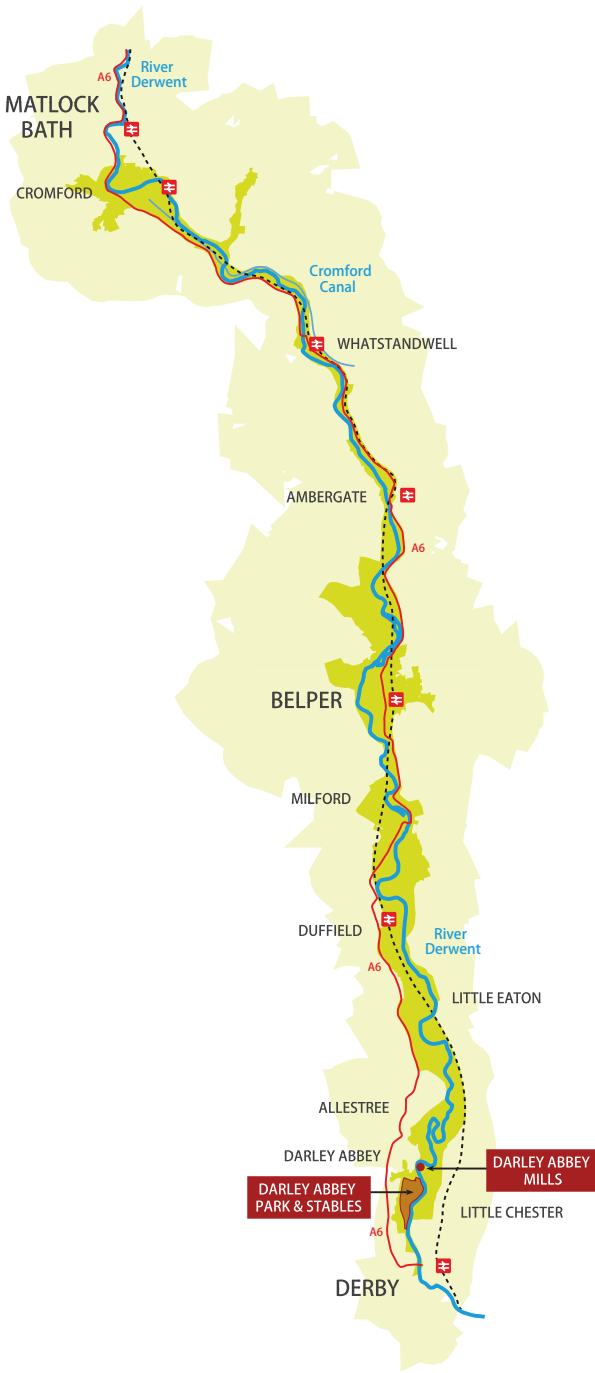 River
Derwent
A6
MATLOCK
BATH
CROMFORD
Cromford
Canal
WHATSTANDWELL
AMBERGATE
A6
BELPER
MILFORD
DUFFIELD
River
Derwent
A6
LITTLE EATON
ALLESTREE
DARLEY ABBEY
DARLEY ABBEY
MILLS
DARLEY ABBEY
PARK & STABLES
LITTLE CHESTER
A6
DERBY